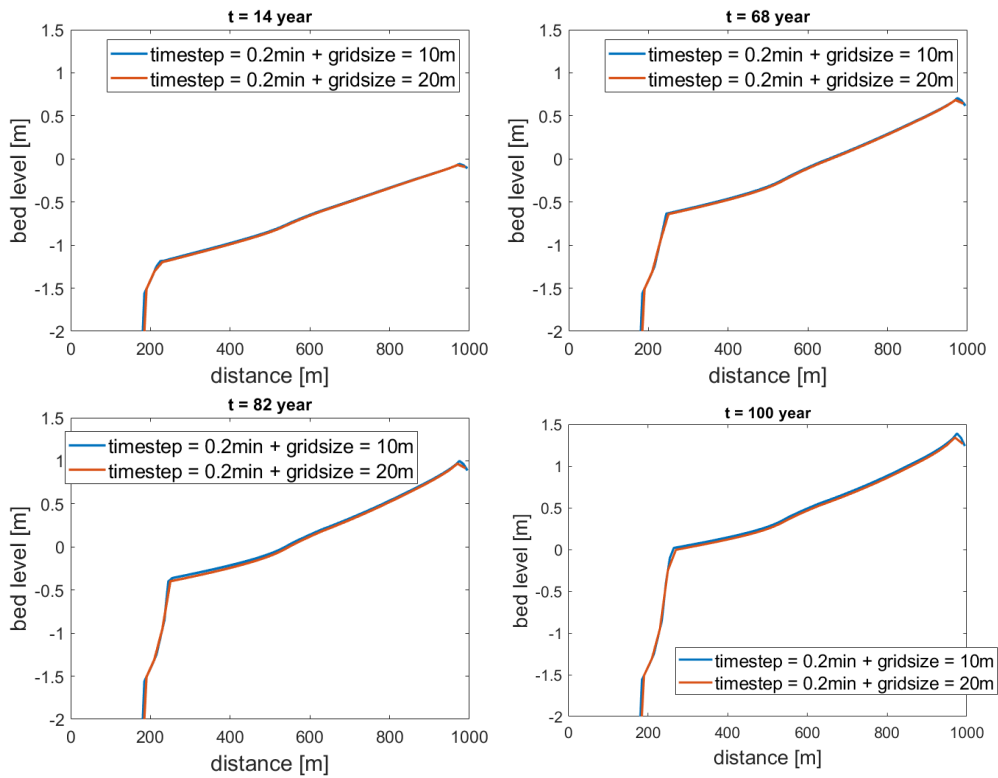 t = 14 year
1.5
timestep = 0.2min + gridsize = 10m
timestep = 0.2min + gridsize = 20m
1
0.5
0
-0.5
-1
-1.5
-2
bed level [m]
0 200 400 600 800 1000
distance [m]
t = 68 year
1.5
timestep = 0.2min + gridsize = 10m
timestep = 0.2min + gridsize = 20m
1
0.5
0
-0.5
-1
-1.5
-2
bed level [m]
0 200 400 600 800 1000
distance [m]
t = 82 year
1.5
timestep = 0.2min + gridsize = 10m
timestep = 0.2min + gridsize = 20m
1
0.5
0
-0.5
-1
-1.5
-2
bed level [m]
0 200 400 600 800 1000
distance [m]
t = 100 year
1.5
1
0.5
0
-0.5
-1
-1.5
-2
bed level [m]
timestep = 0.2min + gridsize = 10m
timestep = 0.2min + gridsize = 20m
0 200 400 600 800 1000
distance [m]